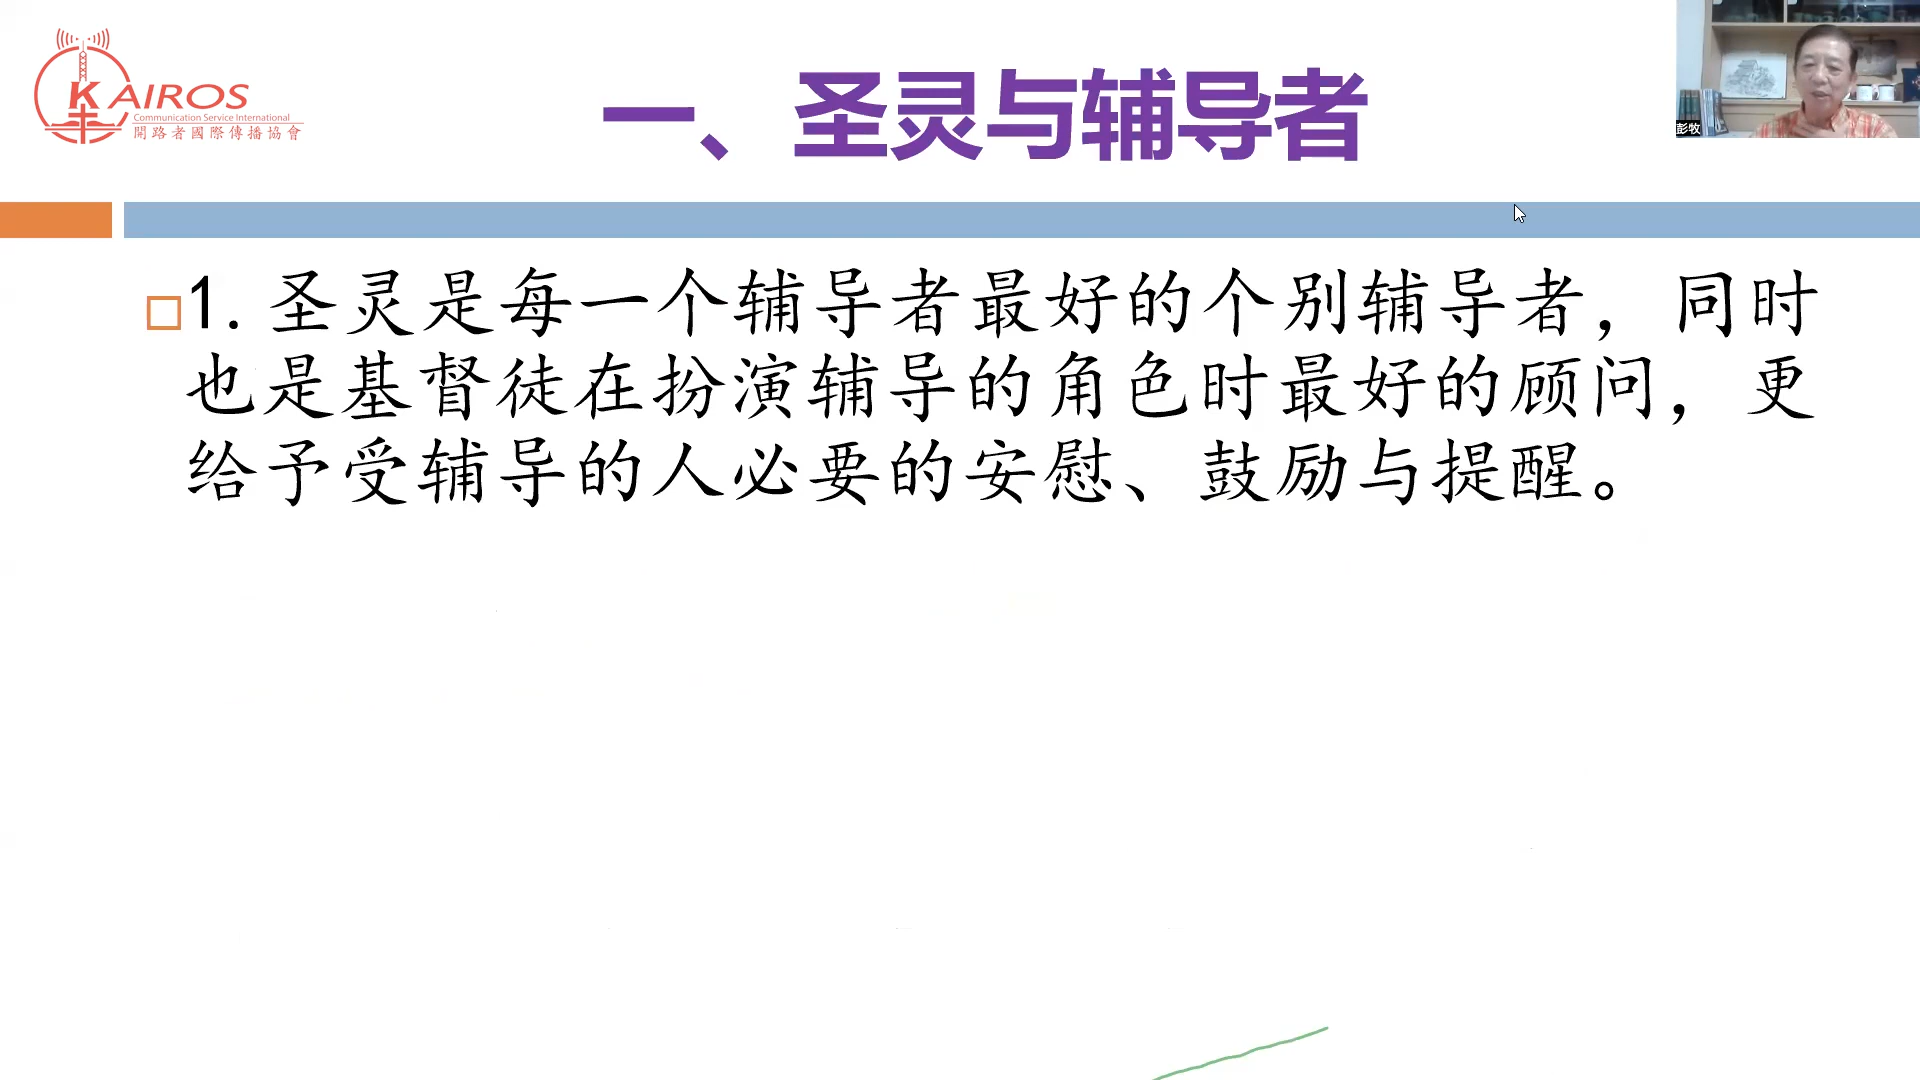 KAIROS
Communication Service International
開路者國際傳播協會
一、圣灵与辅导者
彭牧
1. 圣灵是每一个辅导者最好的个别辅导者，同时
也是基督徒在扮演辅导的角色时最好的顾问，更
给予受辅导的人必要的安慰、鼓励与提醒。